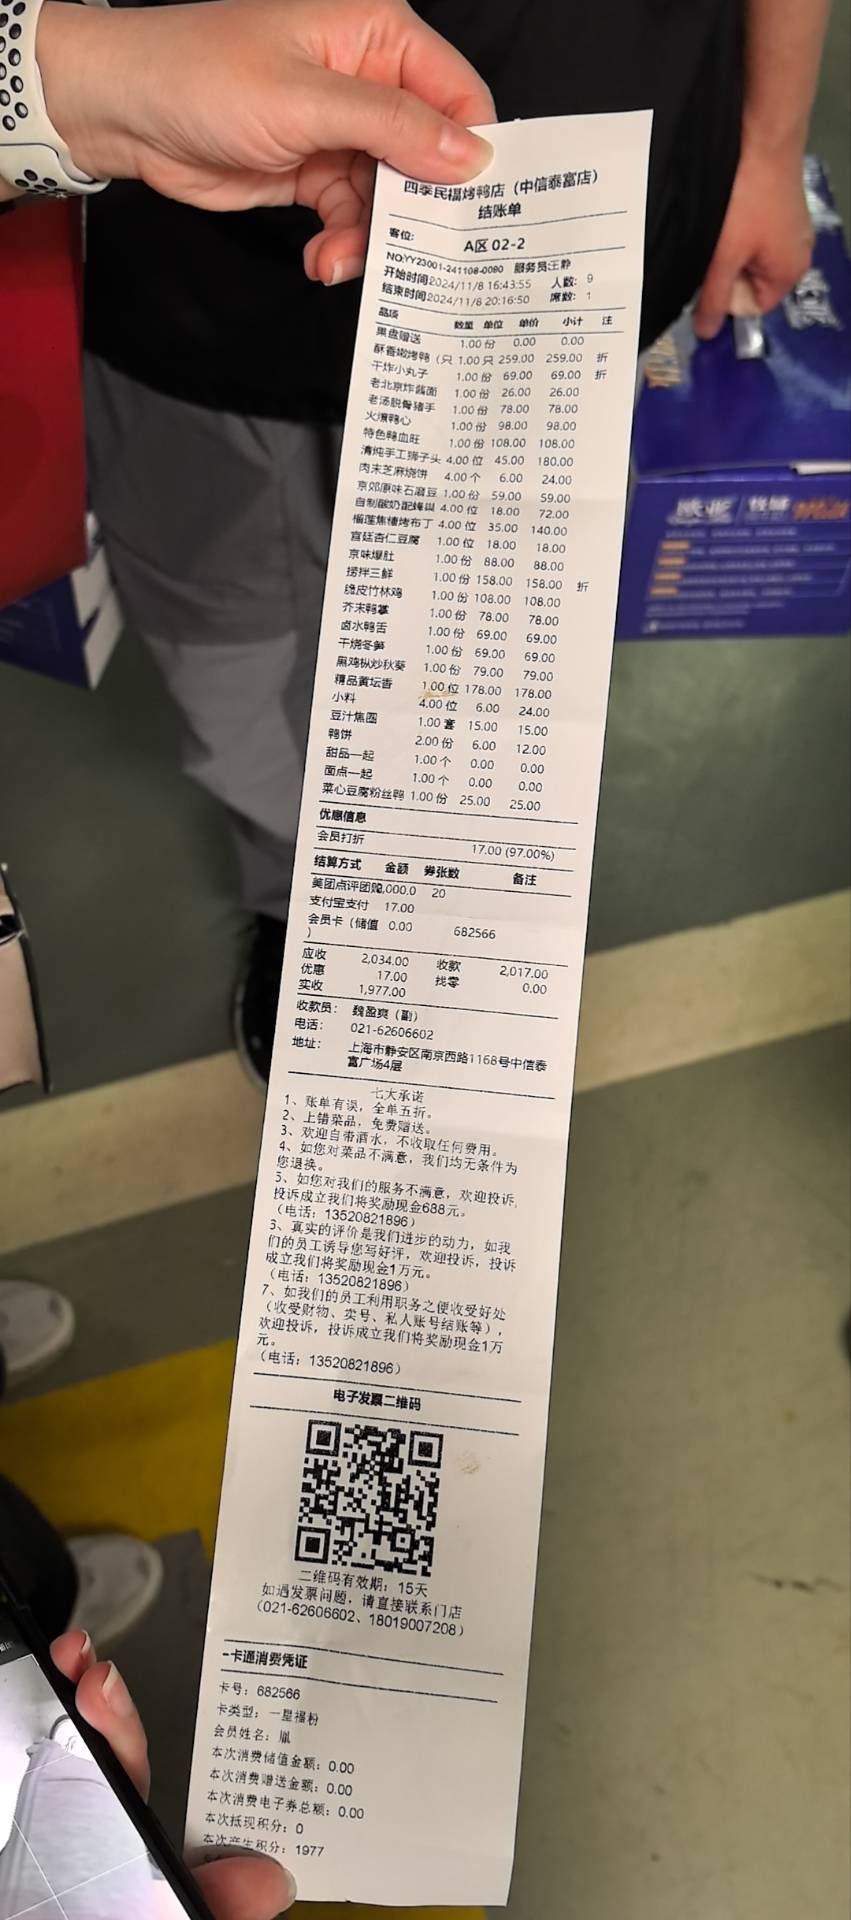 四季民福烤鸭店（中信泰富店）
结账单
客位： A区 02-2
NO:YY23001-241108-0080 服务员:王静
开始时间2024/11/8 16:43:55 人数： 9
结束时间2024/11/8 20:16:50 席数： 1
品项 数量 单位 单价 小计 注
果盘赠送 1.00 份 0.00 0.00
酥香嫩烤鸭（只 1.00 只 259.00 259.00 折
干炸小丸子 1.00 份 69.00 69.00 折
老北京炸酱面 1.00 份 26.00 26.00
老汤脱骨猪手 1.00 份 78.00 78.00
火燎鸭心 1.00 份 98.00 98.00
特色鸭血旺 1.00 份 108.00 108.00
清炖手工狮子头 4.00 位 45.00 180.00
肉末芝麻烧饼 4.00 个 6.00 24.00
京郊原味石磨豆 1.00 份 59.00 59.00
自制酸奶配蜂 4.00 位 18.00 72.00
榴莲焦糖烤布丁 4.00 位 35.00 140.00
宫廷杏仁豆腐 1.00 位 18.00 18.00
京味爆肚 1.00 份 88.00 88.00
捞拌三鲜 1.00 份 158.00 158.00 折
脆皮竹林鸡 1.00 份 108.00 108.00
芥末鸭掌 1.00 份 78.00 78.00
卤水鸭舌 1.00 份 69.00 69.00
干烧冬笋 1.00 份 69.00 69.00
黑鸡枞炒秋葵 1.00 份 79.00 79.00
精品黄坛香 1.00 位 178.00 178.00
小料 4.00 位 6.00 24.00
豆汁焦圈 1.00 套 15.00 15.00
鸭饼 2.00 份 6.00 12.00
甜品一起 1.00 个 0.00 0.00
面点一起 1.00 个 0.00 0.00
菜心豆腐粉丝鸭 1.00 份 25.00 25.00
优惠信息
会员打折 17.00 (97.00%)
结算方式 金额 券张数 备注
美团点评团购2,000.0 20
支付宝支付 17.00
会员卡（储值 0.00 682566
）
应收 2,034.00 收款 2,017.00
优惠 17.00 找零 0.00
实收 1,977.00
收款员： 魏盈爽（副）
电话： 021-62606602
地址： 上海市静安区南京西路1168号中信泰
富广场4层
七大承诺
1、账单有误，全单五折。
2、上错菜品，免费赠送。
3、欢迎自带酒水，不收取任何费用。
4、如您对菜品不满意，我们均无条件为
您退换。
5、如您对我们的服务不满意，欢迎投诉，
投诉成立我们将奖励现金688元。
（电话：13520821896）
6、真实的评价是我们进步的动力，如我
们的员工诱导您写好评，欢迎投诉，投诉
成立我们将奖励现金1万元。
（电话：13520821896）
7、如我们的员工利用职务之便收受好处
（收受财物、卖号、私人账号结账等），
欢迎投诉，投诉成立我们将奖励现金1万
元。
（电话：13520821896）
电子发票二维码
二维码有效期：15天
如遇发票问题，请直接联系门店
（021-62606602、18019007208）
一卡通消费凭证
卡号：682566
卡类型：一星福粉
会员姓名：胤
本次消费储值金额：0.00
本次消费赠送金额：0.00
本次消费电子券总额：0.00
本次抵现积分：0
本次产生积分：1977